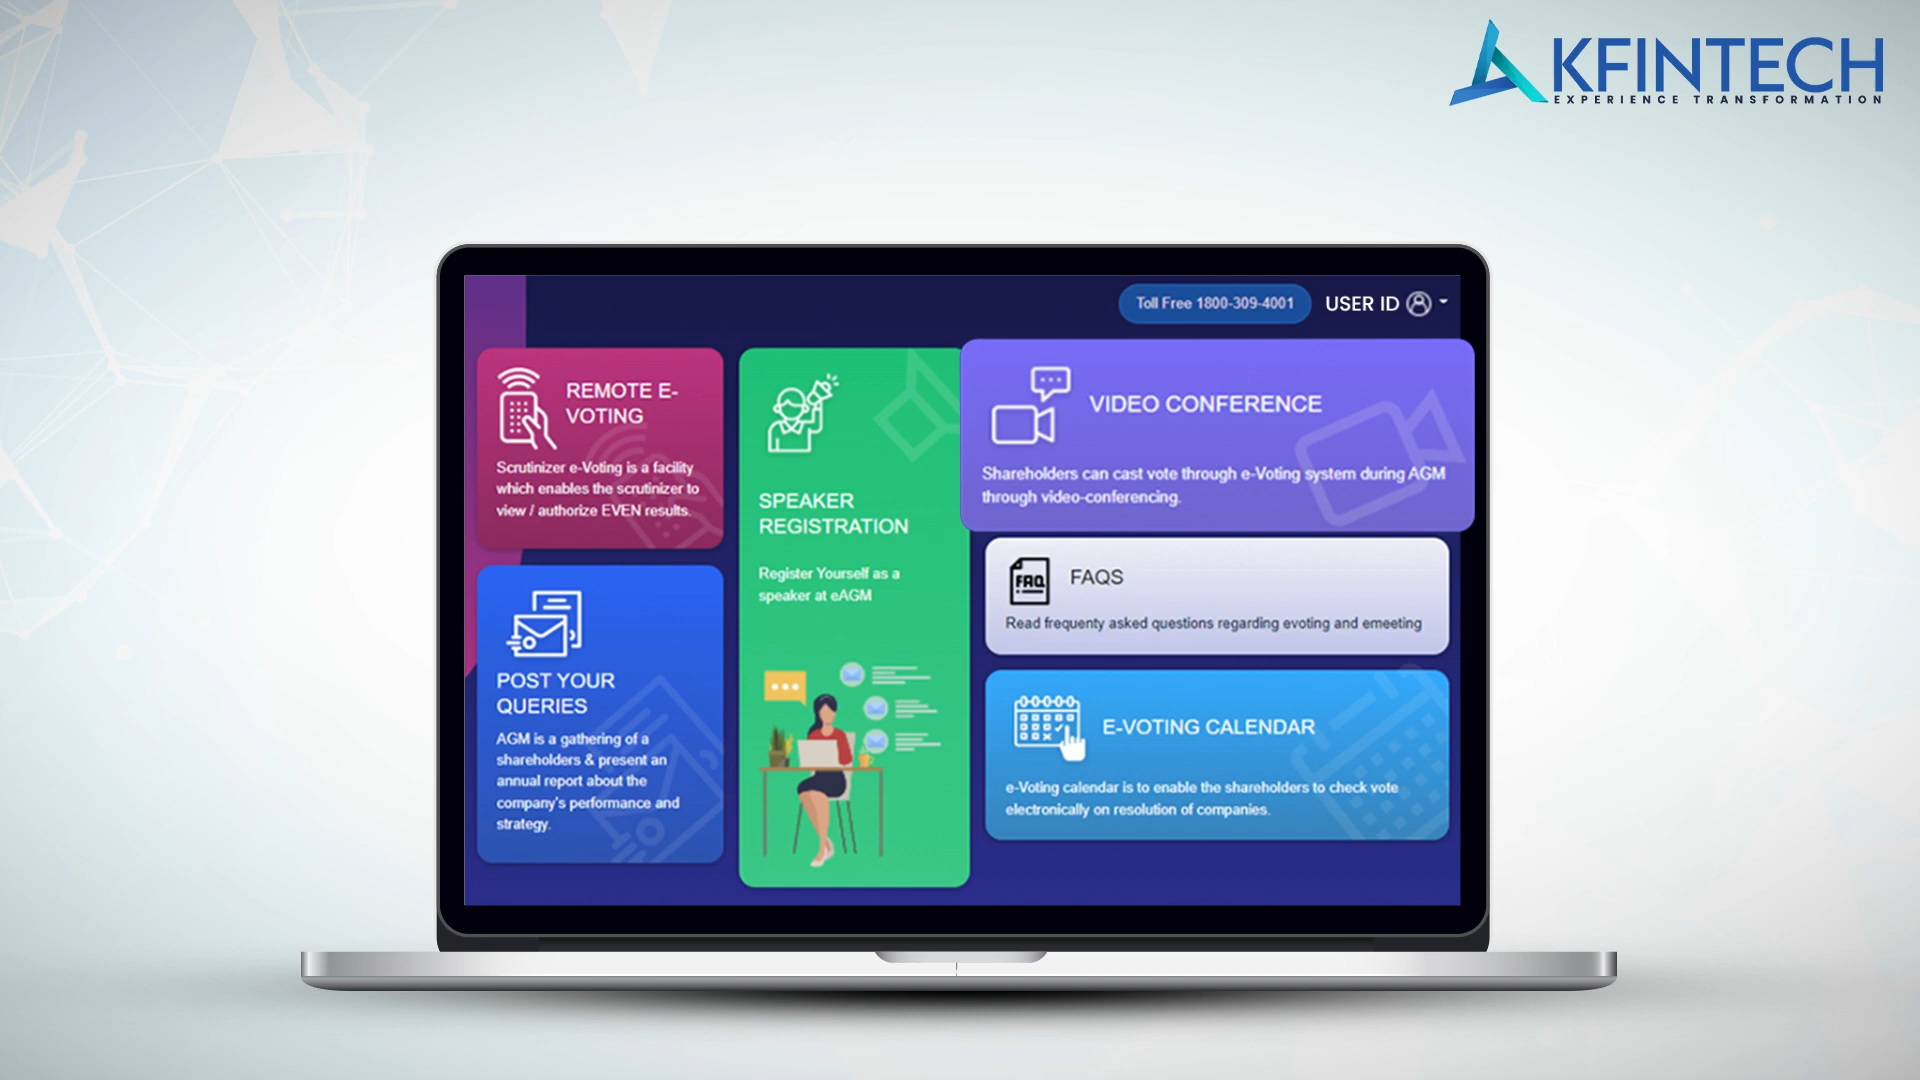 KFINTECH
EXPERIENCE TRANSFORMATION
Toll Free 1800-309-4001
USER ID
REMOTE E-
VOTING
Scrutinizer e-Voting is a facility
which enables the scrutinizer to
view / authorize EVEN results.
POST YOUR
QUERIES
AGM is a gathering of a
shareholders & present an
annual report about the
company's performance and
strategy.
SPEAKER
REGISTRATION
Register Yourself as a
speaker at eAGM
VIDEO CONFERENCE
Shareholders can cast vote through e-Voting system during AGM
through video-conferencing.
FAQ
FAQS
Read frequenty asked questions regarding evoting and emeeting
E-VOTING CALENDAR
e-Voting calendar is to enable the shareholders to check vote
electronically on resolution of companies.